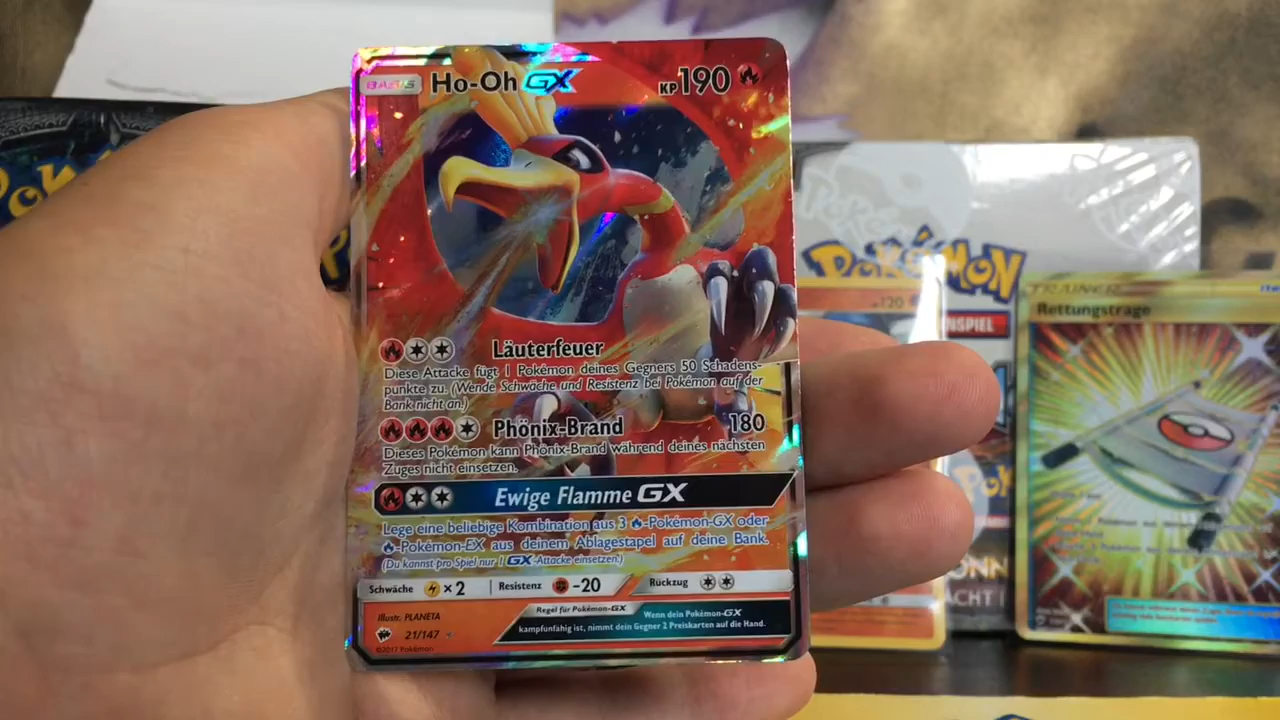 BASIS Ho-Oh GX KP190
Läuterfeuer
Diese Attacke fügt 1 Pokémon deines Gegners 50 Schadens-
punkte zu. (Wende Schwäche und Resistenz bei Pokémon auf der
Bank nicht an.)
Phönix-Brand 180
Dieses Pokémon kann Phönix-Brand während deines nächsten
Zuges nicht einsetzen.
Ewige Flamme GX
Lege eine beliebige Kombination aus 3 -Pokémon-GX oder
-Pokémon-EX aus deinem Ablagestapel auf deine Bank.
(Du kannst pro Spiel nur 1 GX-Attacke einsetzen.)
Schwäche ×2 Resistenz -20 Rückzug
Illustr. PLANETA
21/147
©2017 Pokémon
Regel für Pokémon-GX Wenn dein Pokémon-GX
kampfunfähig ist, nimmt dein Gegner 2 Preiskarten auf die Hand.
POKÉMON
120
NSPIEL
TRAINER
Rettungstrage